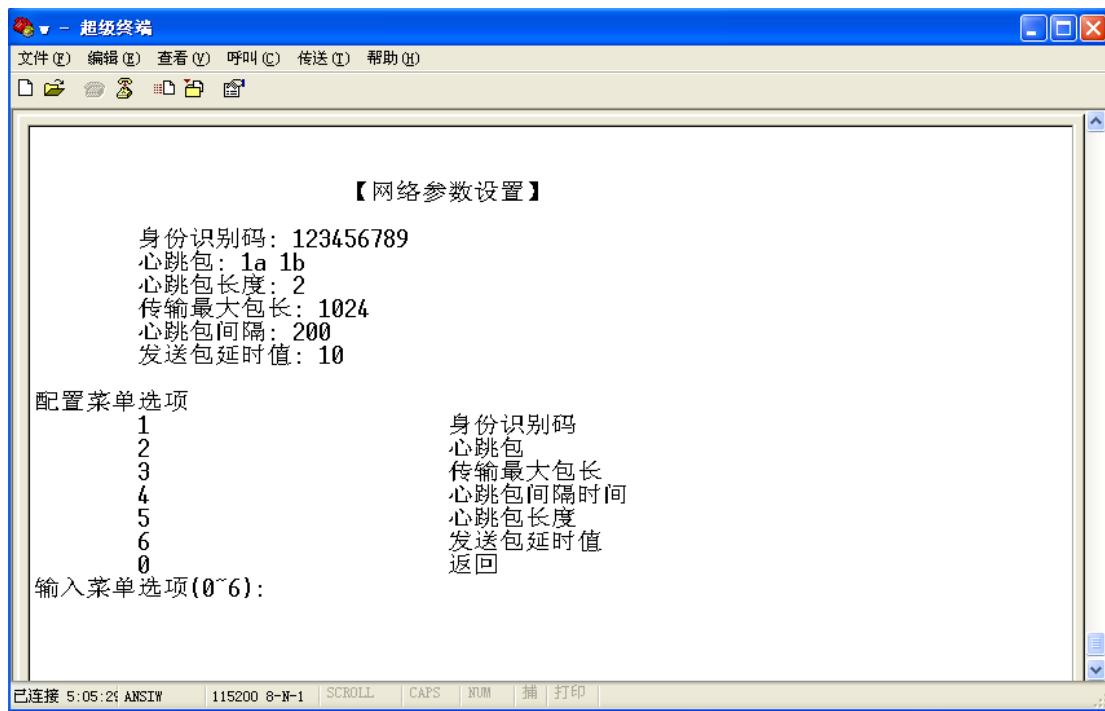 ▼ - 超级终端
文件(F) 编辑(E) 查看(V) 呼叫(C) 传送(T) 帮助(H)
【网络参数设置】
身份识别码: 123456789
心跳包: 1a 1b
心跳包长度: 2
传输最大包长: 1024
心跳包间隔: 200
发送包延时值: 10
配置菜单选项
1 身份识别码
2 心跳包
3 传输最大包长
4 心跳包间隔时间
5 心跳包长度
6 发送包延时值
0 返回
输入菜单选项(0~6):
已连接 5:05:29 ANSIW 115200 8-N-1 SCROLL CAPS NUM 捕 打印